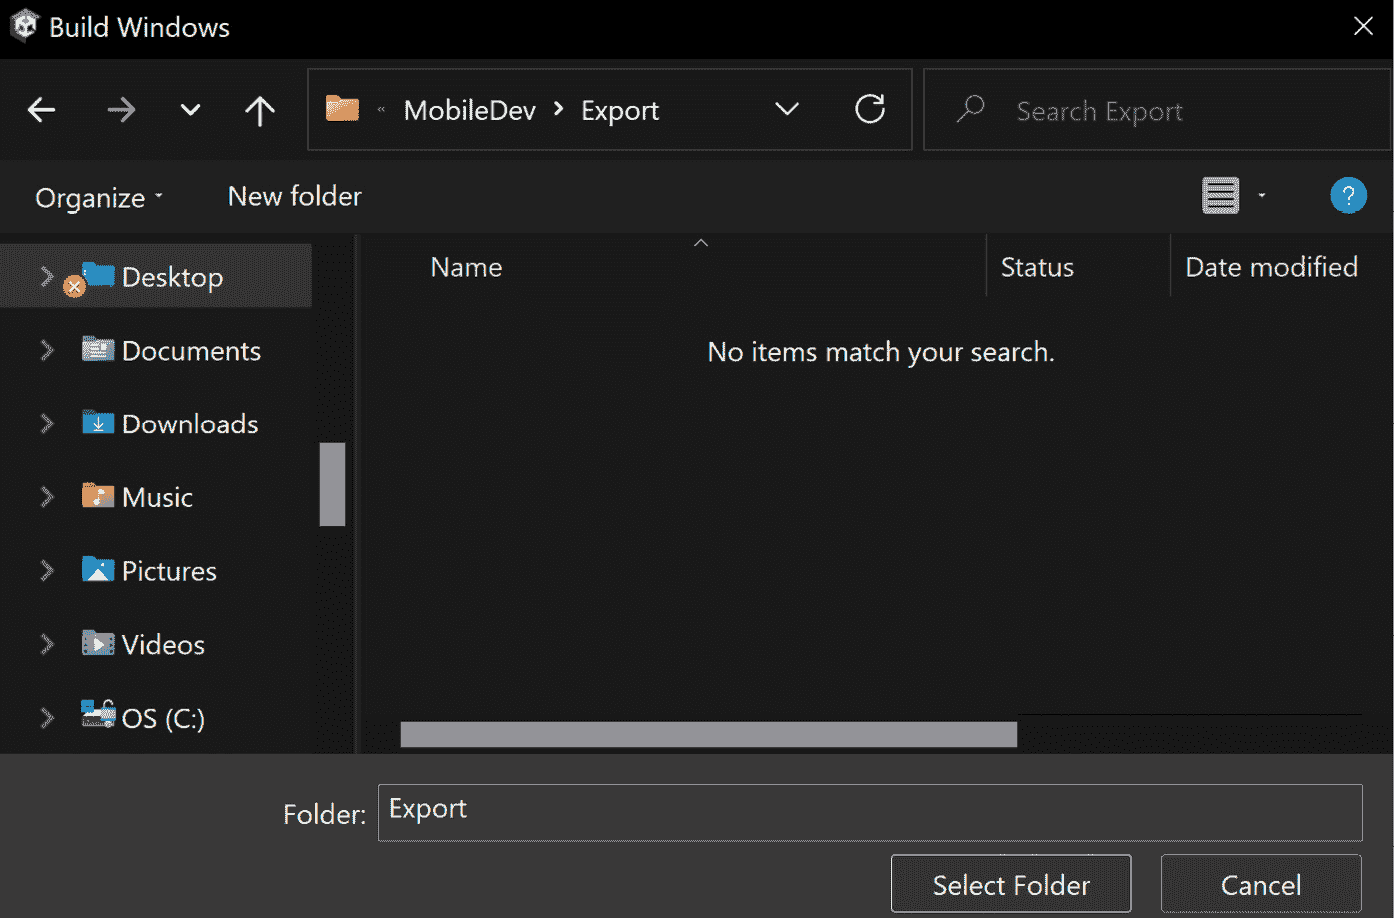 Build Windows
« MobileDev > Export
Search Export
Organize
New folder
?
Name
Status
Date modified
Desktop
No items match your search.
Documents
Downloads
Music
Pictures
Videos
OS (C:)
Folder: Export
Select Folder
Cancel